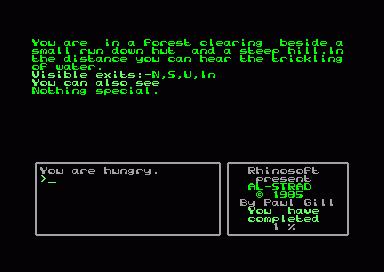 You are  in a forest clearing  beside a
small run down hut  and a steep hill.In
the distance you can hear the trickling
of water.
Visible exits:-N,S,U,In
You can also see
Nothing special.
You are hungry.
>_
Rhinosoft
present
AL-STRAD
© 1985
By Paul Gill
You  have
completed
1 %